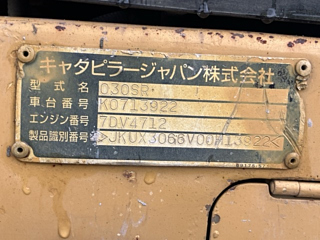 キャタピラージャパン株式会社
型式名 030SR
車台番号 K0713922
エンジン番号 7DV4712
製品識別番号